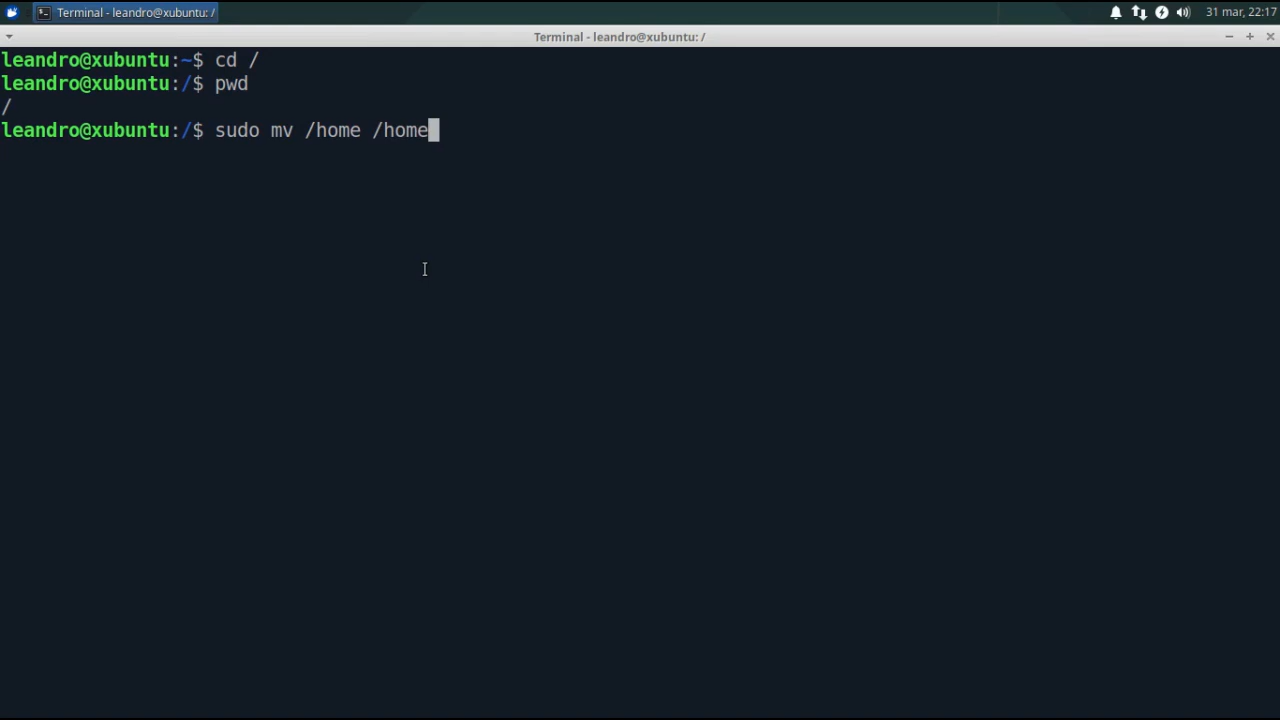 Terminal - leandro@xubuntu: /
31 mar, 22:17
Terminal - leandro@xubuntu: /
leandro@xubuntu:~$ cd /
leandro@xubuntu:/$ pwd
/
leandro@xubuntu:/$ sudo mv /home /home